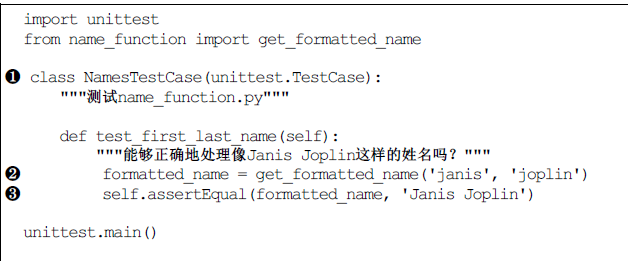 import unittest
from name_function import get_formatted_name
❶ class NamesTestCase(unittest.TestCase):
"""测试name_function.py"""
def test_first_last_name(self):
"""能够正确地处理像Janis Joplin这样的姓名吗？"""
❷ formatted_name = get_formatted_name('janis', 'joplin')
❸ self.assertEqual(formatted_name, 'Janis Joplin')
unittest.main()